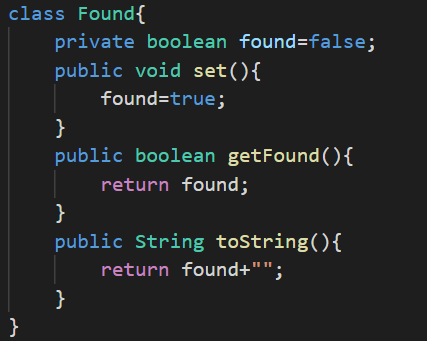 class Found{
    private boolean found=false;
    public void set(){
        found=true;
    }
    public boolean getFound(){
        return found;
    }
    public String toString(){
        return found+"";
    }
}